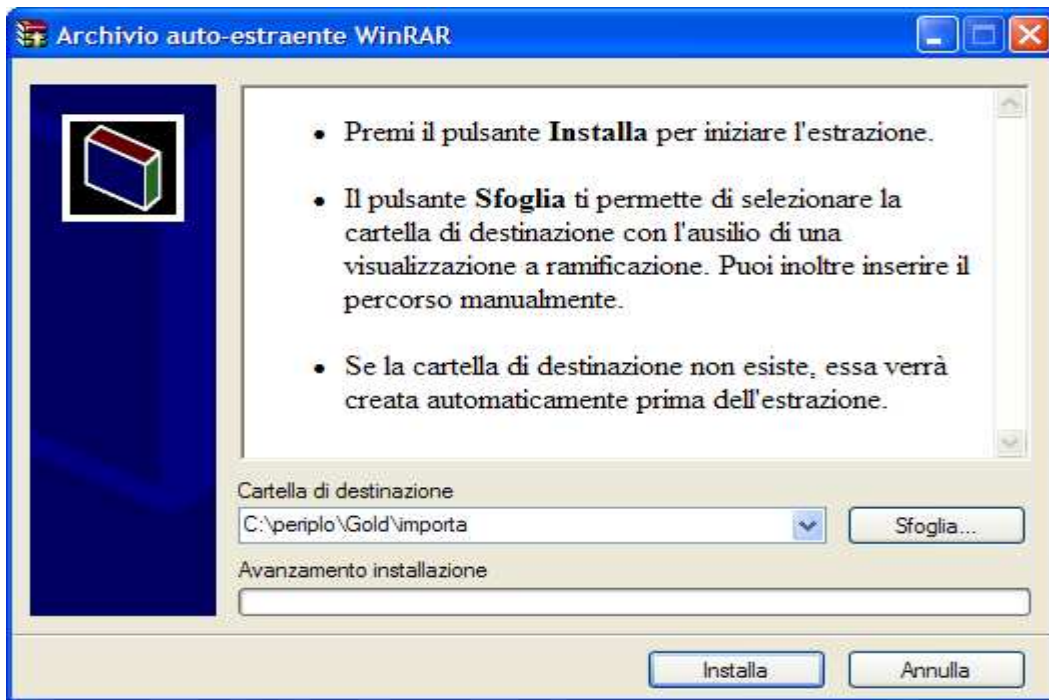 Archivio auto-estraente WinRAR
Premi il pulsante Installa per iniziare l'estrazione.
Il pulsante Sfoglia ti permette di selezionare la
cartella di destinazione con l'ausilio di una
visualizzazione a ramificazione. Puoi inoltre inserire il
percorso manualmente.
Se la cartella di destinazione non esiste, essa verrà
creata automaticamente prima dell'estrazione.
Cartella di destinazione
C:\periplo\Gold\importa
Sfoglia...
Avanzamento installazione
Installa
Annulla